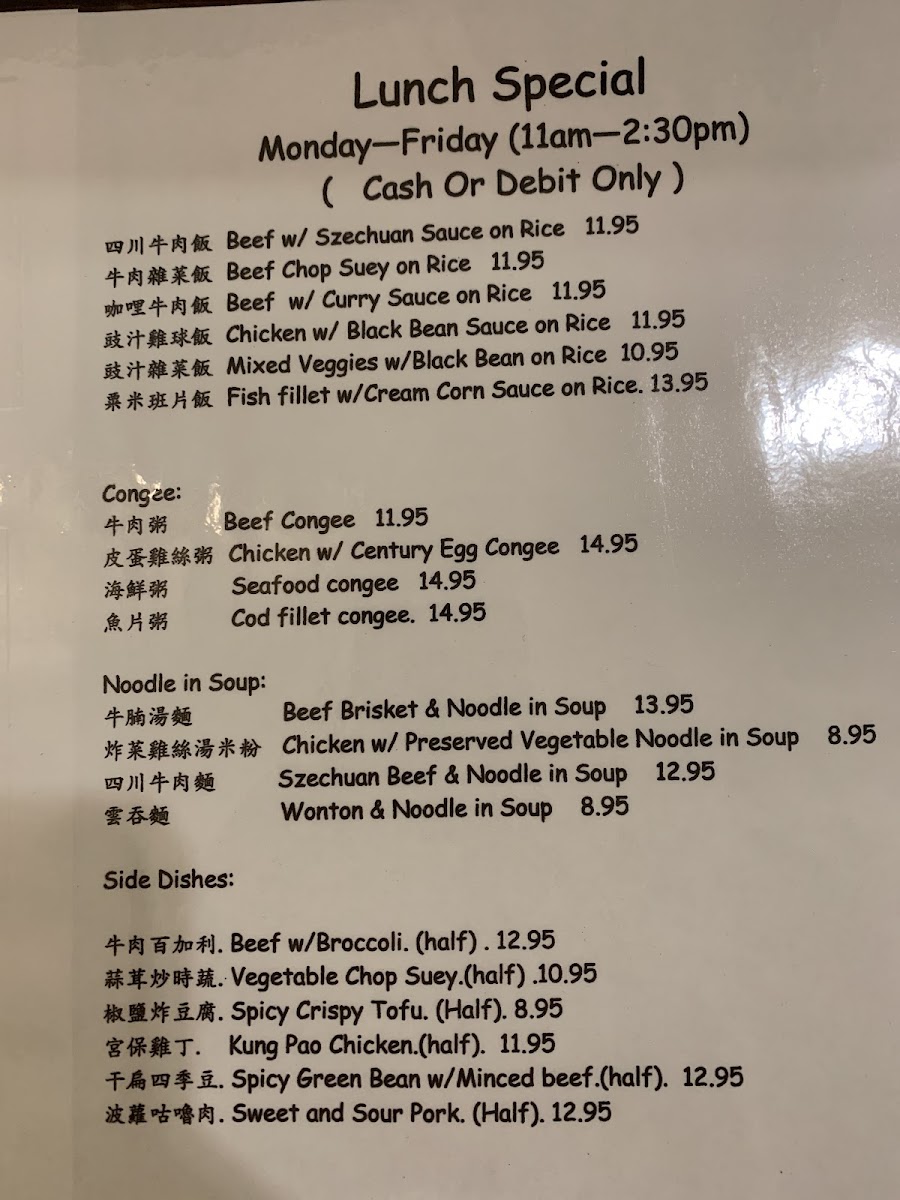 Lunch Special
Monday—Friday (11am—2:30pm)
( Cash Or Debit Only )
四川牛肉飯 Beef w/ Szechuan Sauce on Rice 11.95
牛肉雜菜飯 Beef Chop Suey on Rice 11.95
咖哩牛肉飯 Beef w/ Curry Sauce on Rice 11.95
豉汁雞球飯 Chicken w/ Black Bean Sauce on Rice 11.95
豉汁雜菜飯 Mixed Veggies w/Black Bean on Rice 10.95
粟米班片飯 Fish fillet w/Cream Corn Sauce on Rice. 13.95
Congee:
牛肉粥 Beef Congee 11.95
皮蛋雞絲粥 Chicken w/ Century Egg Congee 14.95
海鮮粥 Seafood congee 14.95
魚片粥 Cod fillet congee. 14.95
Noodle in Soup:
牛腩湯麵 Beef Brisket & Noodle in Soup 13.95
炸菜雞絲湯米粉 Chicken w/ Preserved Vegetable Noodle in Soup 8.95
四川牛肉麵 Szechuan Beef & Noodle in Soup 12.95
雲吞麵 Wonton & Noodle in Soup 8.95
Side Dishes:
牛肉百加利. Beef w/Broccoli. (half) . 12.95
蒜茸炒時蔬. Vegetable Chop Suey.(half) .10.95
椒鹽炸豆腐. Spicy Crispy Tofu. (Half). 8.95
宮保雞丁. Kung Pao Chicken.(half). 11.95
干扁四季豆. Spicy Green Bean w/Minced beef.(half). 12.95
波蘿咕嚕肉. Sweet and Sour Pork. (Half). 12.95